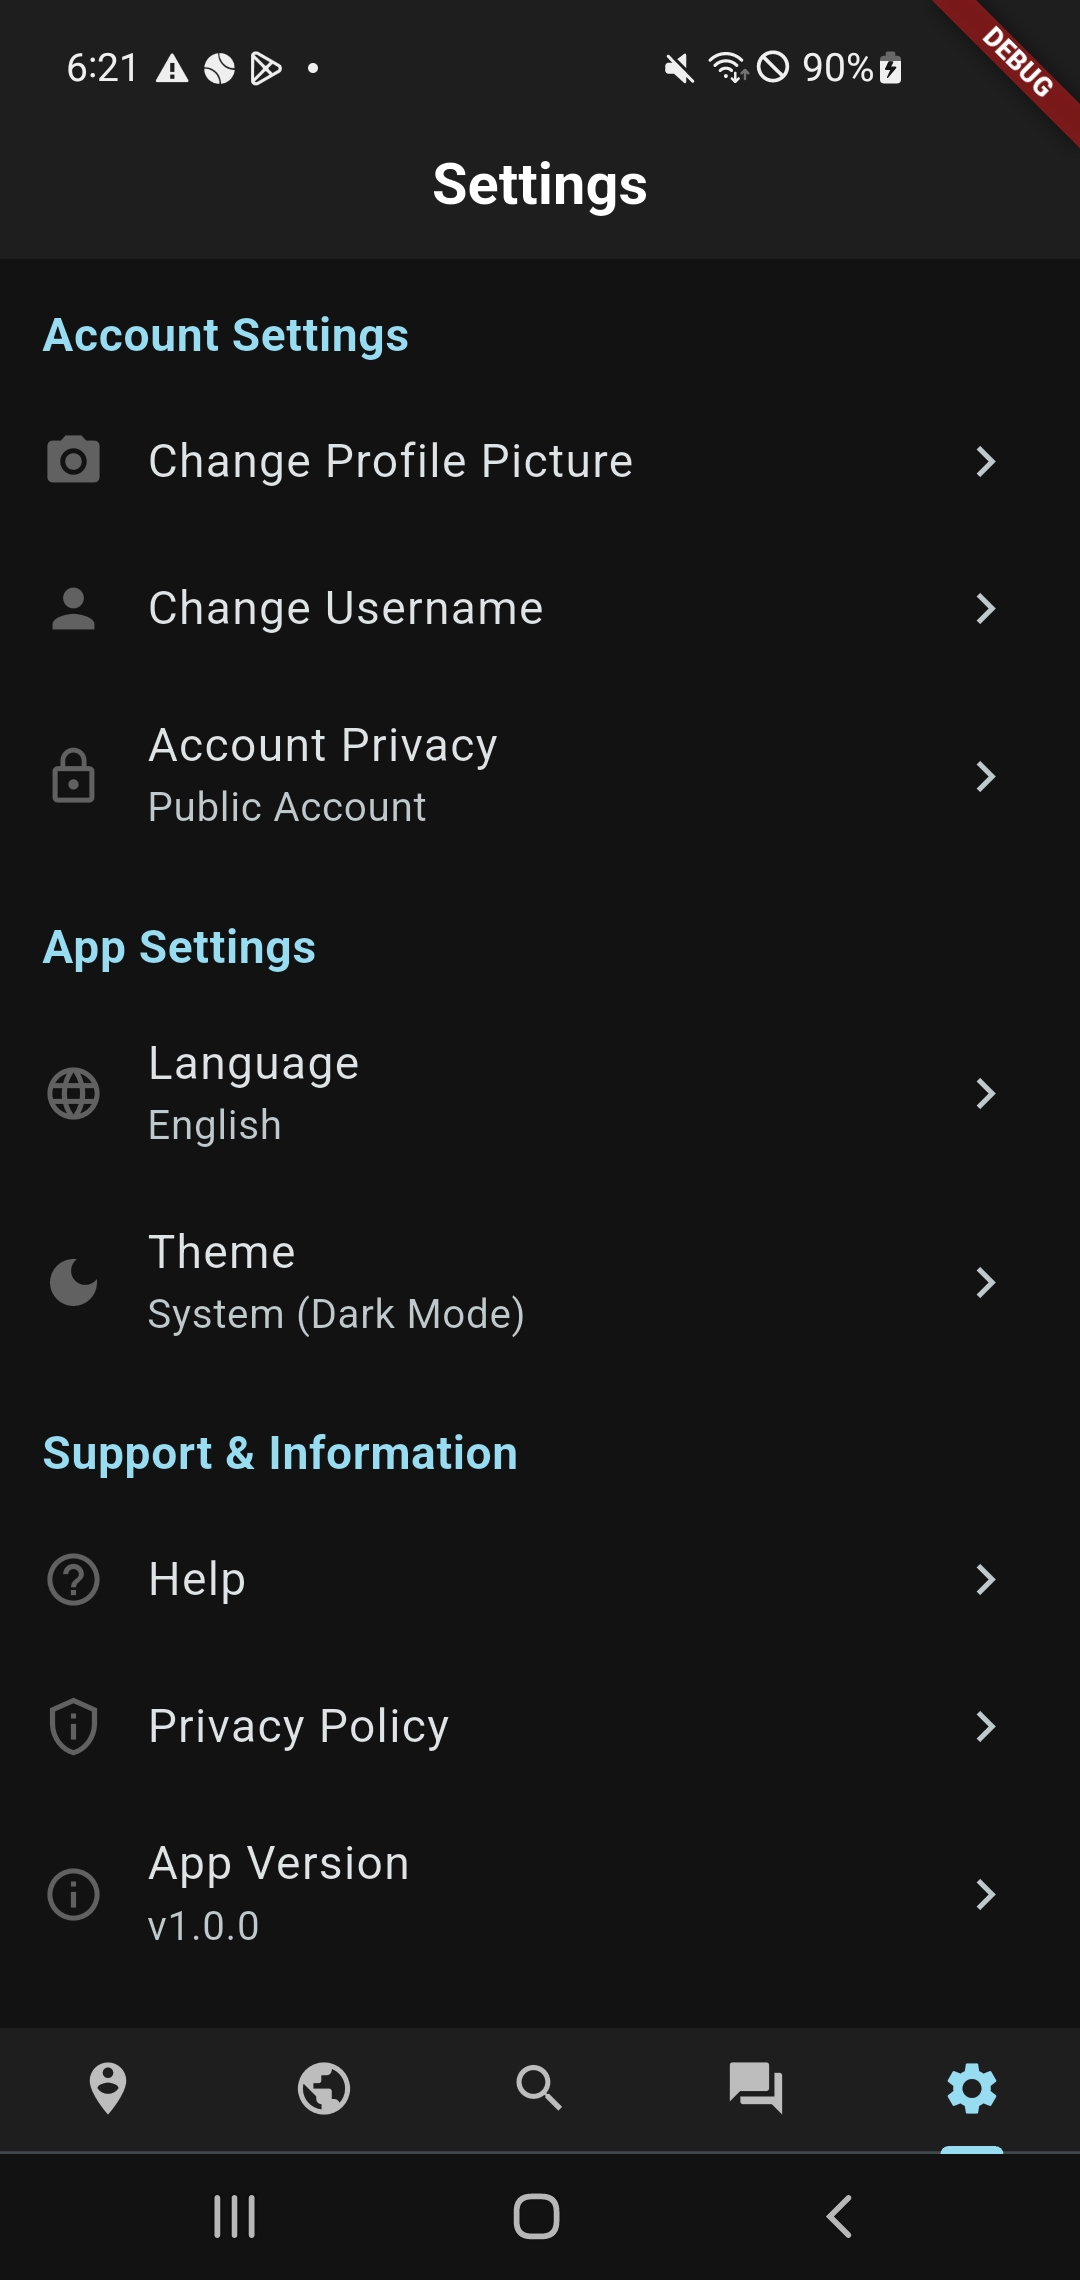 6:21
90%
DEBUG
Settings
Account Settings
Change Profile Picture
Change Username
Account Privacy
Public Account
App Settings
Language
English
Theme
System (Dark Mode)
Support & Information
Help
Privacy Policy
App Version
v1.0.0